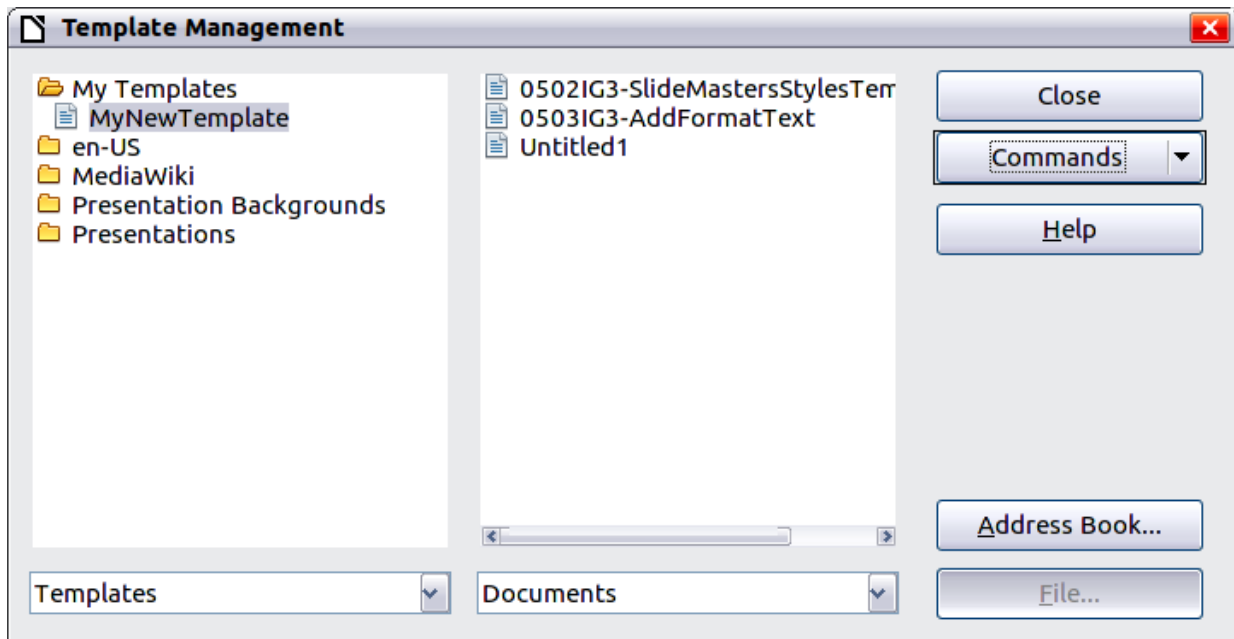 Template Management
My Templates
MyNewTemplate
en-US
MediaWiki
Presentation Backgrounds
Presentations
Templates
0502IG3-SlideMastersStylesTem
0503IG3-AddFormatText
Untitled1
Documents
Close
Commands
Help
Address Book...
File...